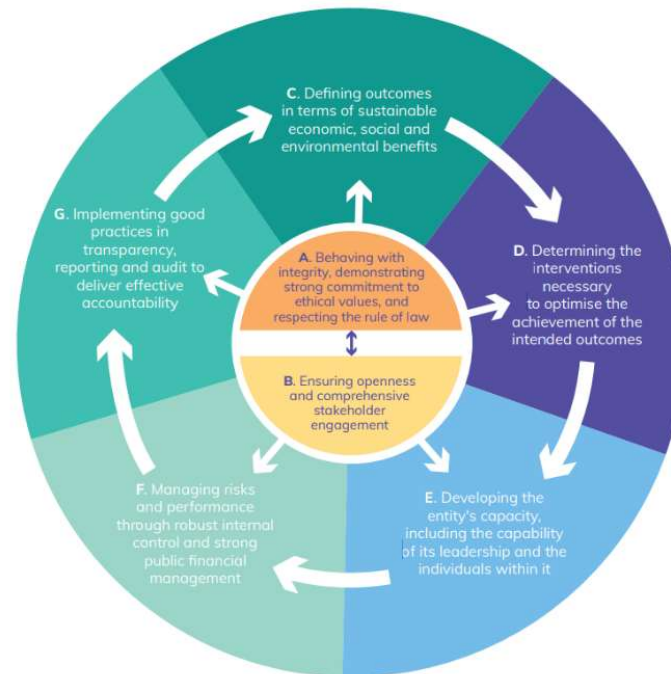 C. Defining outcomes
in terms of sustainable
economic, social and
environmental benefits
G. Implementing good
practices in
transparency,
reporting and audit to
deliver effective
accountability
A. Behaving with
integrity, demonstrating
strong commitment to
ethical values, and
respecting the rule of law
D. Determining the
interventions
necessary
to optimise the
achievement of the
intended outcomes
B. Ensuring openness
and comprehensive
stakeholder
engagement
F. Managing risks
and performance
through robust internal
control and strong
public financial
management
E. Developing the
entity's capacity,
including the capability
of its leadership and the
individuals within it